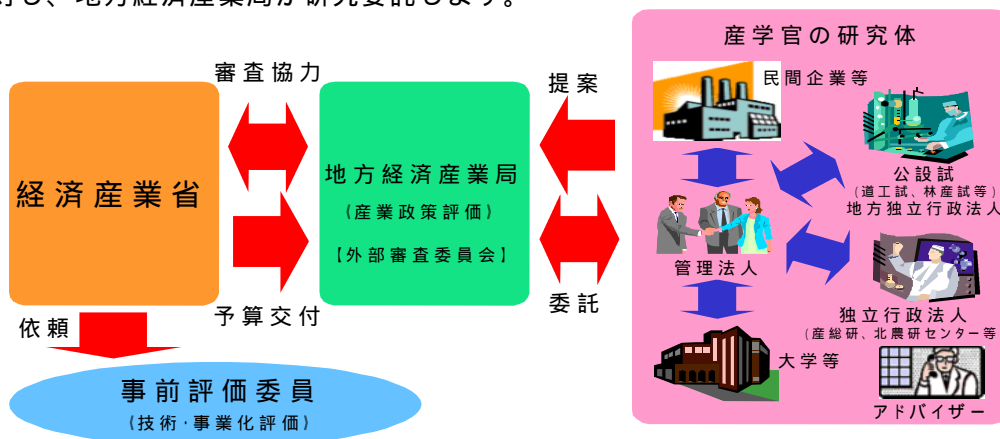 対し、地方経済産業局が研究委託します。
産学官の研究体
審査協力
提案
民間企業等
経済産業省
地方経済産業局
(産業政策評価)
【外部審査委員会】
公設試
(道工試、林産試等)
地方独立行政法人
管理法人
予算交付
委託
依頼
独立行政法人
(産総研、北農研センター等
大学等
事前評価委員
(技術・事業化評価)
アドバイザー